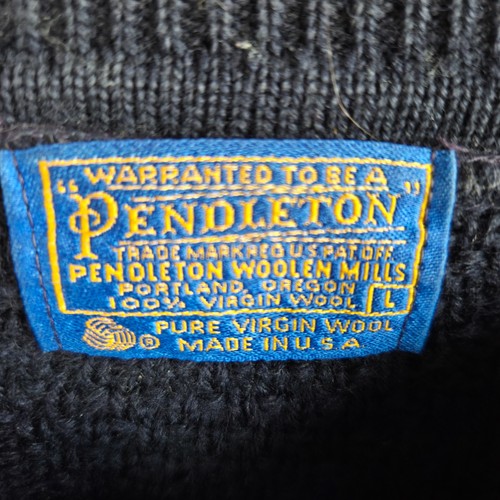 "WARRANTED TO BE A
PENDLETON"
TRADE MARK REG U.S. PAT. OFF
PENDLETON WOOLEN MILLS
PORTLAND, OREGON
100% VIRGIN WOOL L
® PURE VIRGIN WOOL
MADE IN U.S.A